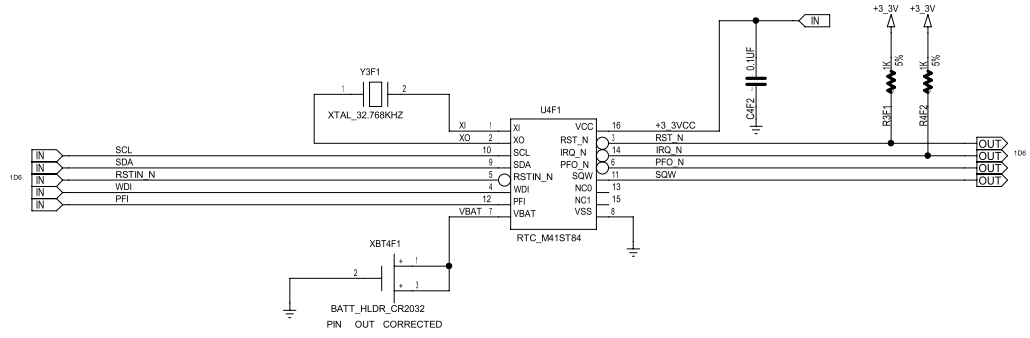 +3_3V +3_3V
IN
1K 5%
1K 5%
0.1UF
C4F2
R3F1
R4F2
Y3F1
1 2
XTAL_32.768KHZ
U4F1
XI 1 XI VCC 16 +3_3VCC
XO 2 XO RST_N 3 RST_N OUT
IN SCL 10 SCL IRQ_N 14 IRQ_N OUT 1D6
IN SDA 9 SDA PFO_N 6 PFO_N OUT
1D6 IN RSTIN_N 5 RSTIN_N SQW 11 SQW OUT
IN WDI 4 WDI NC0 13
IN PFI 12 PFI NC1 15
VBAT 7 VBAT VSS 8
RTC_M41ST84
XBT4F1
+ 1
2
+ 3
BATT_HLDR_CR2032
PIN OUT CORRECTED